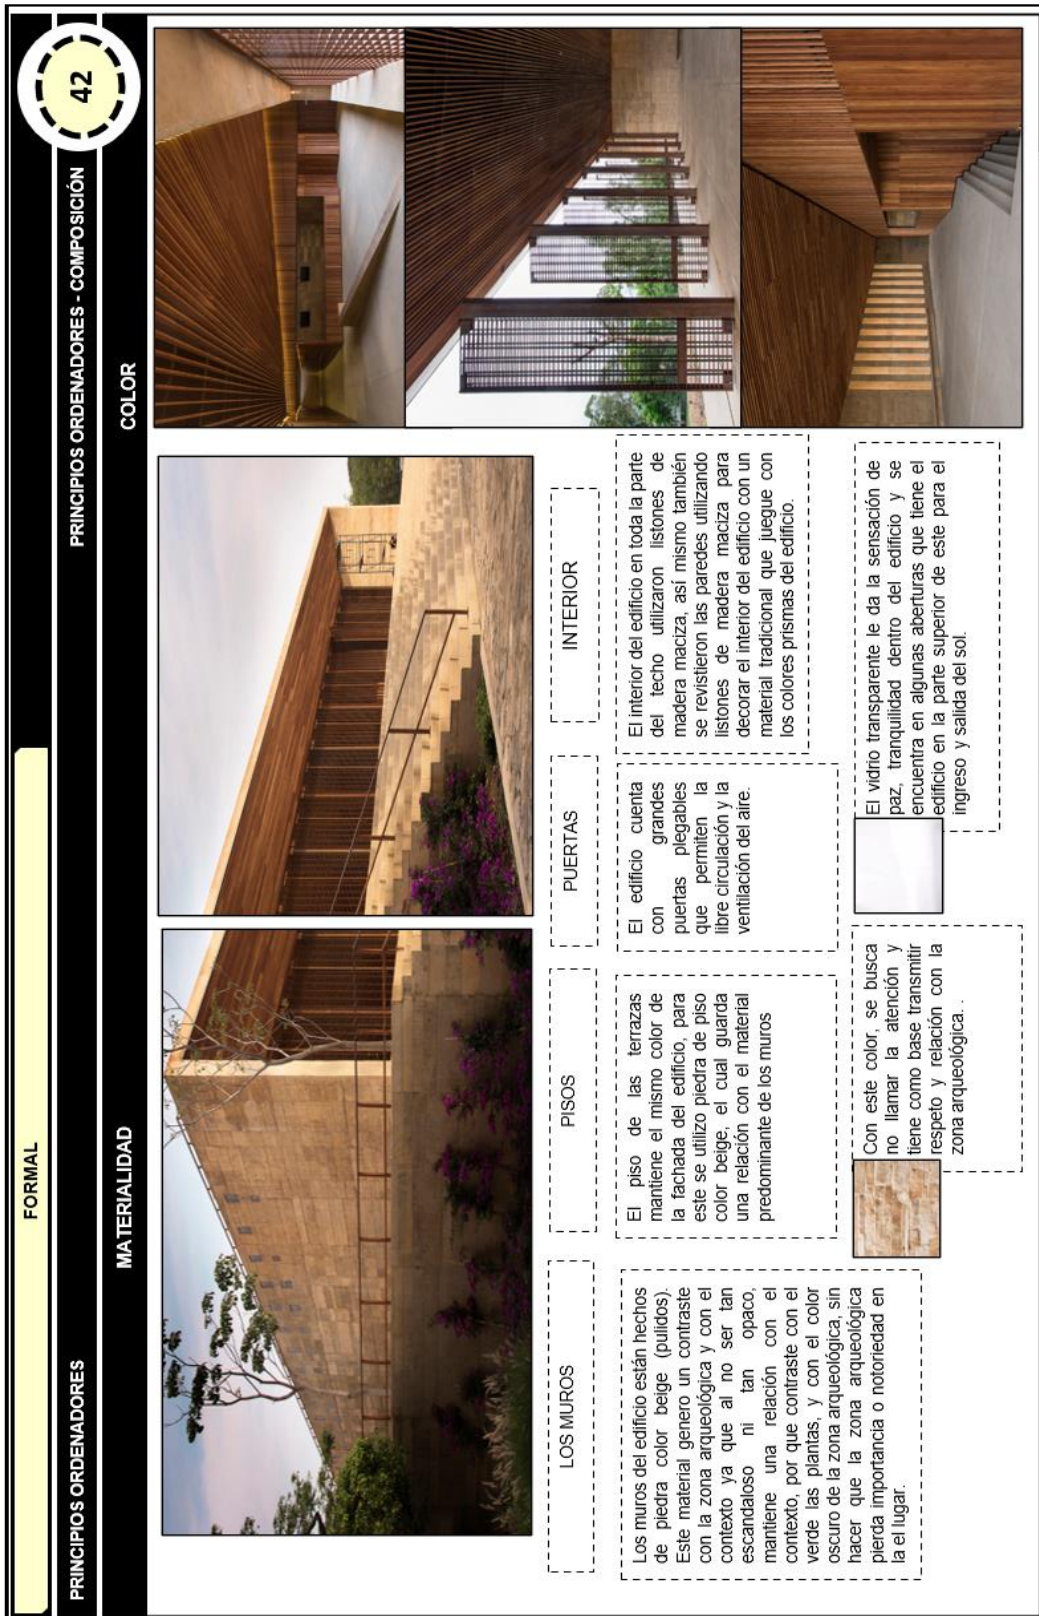 FORMAL
PRINCIPIOS ORDENADORES
PRINCIPIOS ORDENADORES - COMPOSICIÓN
42
MATERIALIDAD
COLOR
LOS MUROS
Los muros del edificio están hechos
de piedra color beige (pulidos).
Este material genero un contraste
con la zona arqueológica y con el
contexto ya que al no ser tan
escandaloso ni tan opaco,
mantiene una relación con el
contexto, por que contraste con el
verde las plantas, y con el color
oscuro de la zona arqueológica, sin
hacer que la zona arqueológica
pierda importancia o notoriedad en
la el lugar.
PISOS
El piso de las terrazas
mantiene el mismo color de
la fachada del edificio, para
este se utilizo piedra de piso
color beige, el cual guarda
una relación con el material
predominante de los muros
PUERTAS
El edificio cuenta
con grandes
puertas plegables
que permiten la
libre circulación y la
ventilación del aire.
INTERIOR
El interior del edificio en toda la parte
del techo utilizaron listones de
madera maciza, así mismo también
se revistieron las paredes utilizando
listones de madera maciza para
decorar el interior del edificio con un
material tradicional que juegue con
los colores prismas del edificio.
Con este color, se busca
no llamar la atención y
tiene como base transmitir
respeto y relación con la
zona arqueológica. .
El vidrio transparente le da la sensación de
paz, tranquilidad dentro del edificio y se
encuentra en algunas aberturas que tiene el
edificio en la parte superior de este para el
ingreso y salida del sol.